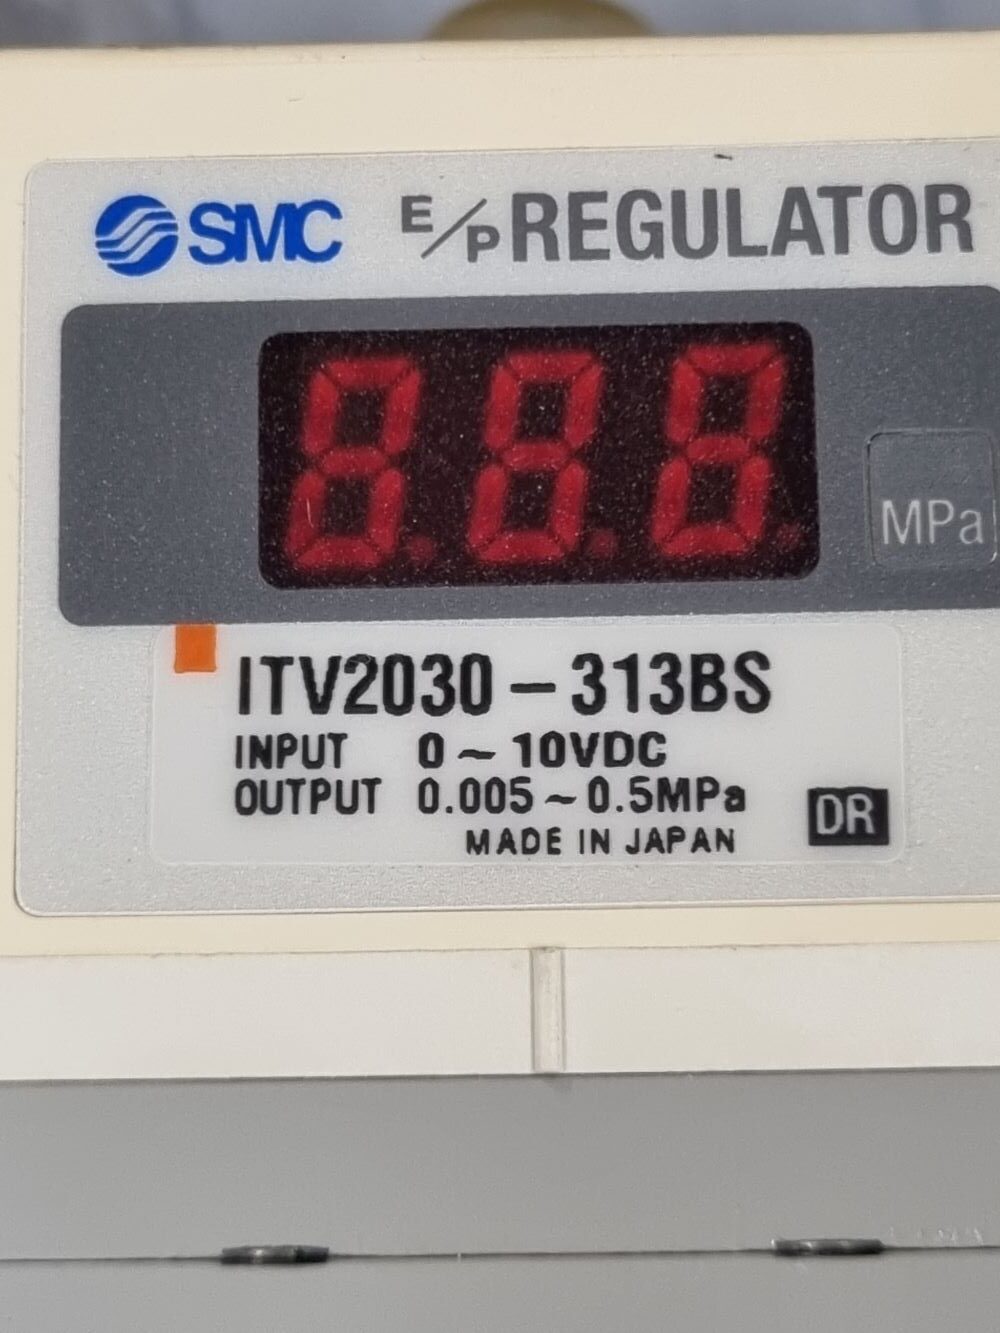 SMC E/P REGULATOR
8.8.8.
MPa
ITV2030-313BS
INPUT 0~10VDC
OUTPUT 0.005~0.5MPa
MADE IN JAPAN
DR